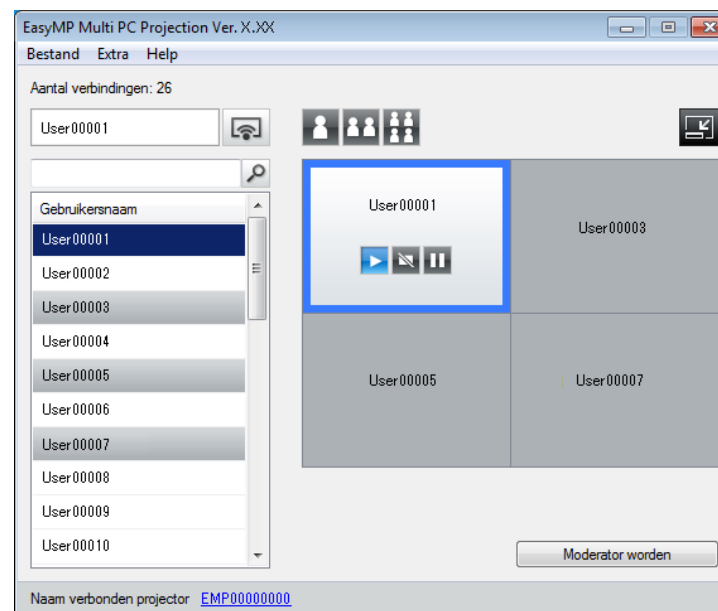 EasyMP Multi PC Projection Ver. X.XX
Bestand Extra Help
Aantal verbindingen: 26
User00001
Gebruikersnaam
User00001
User00002
User00003
User00004
User00005
User00006
User00007
User00008
User00009
User00010
User00001
User00003
User00005
User00007
Moderator worden
Naam verbonden projector EMP00000000